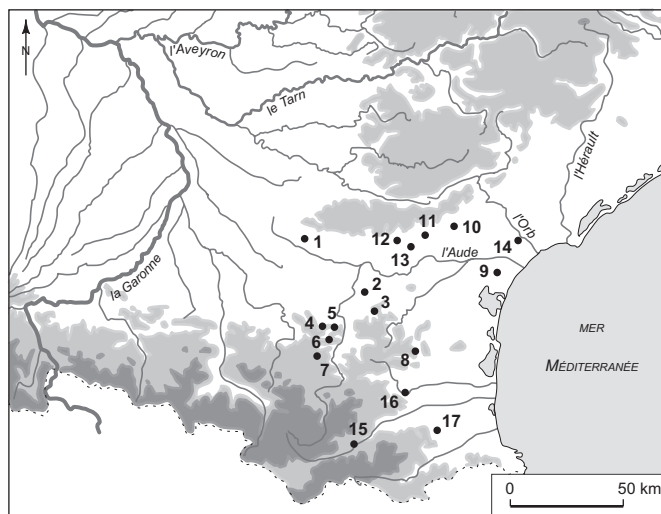 l'Aveyron
N
le Tarn
l'Hérault
l'Orb
11
10
1
12
13
14
l'Aude
9
la Garonne
2
3
5
4
6
7
8
MER
MÉDITERRANÉE
16
15
17
0 50 km